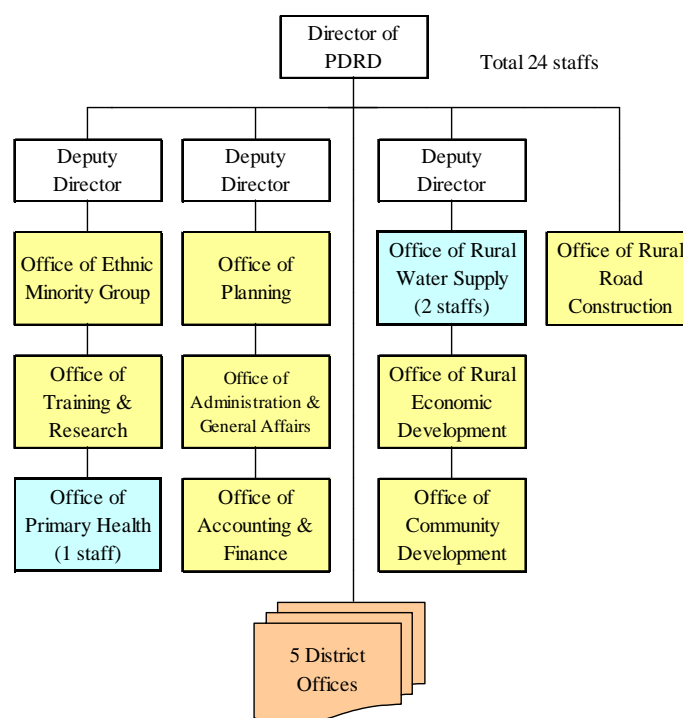 Director of
PDRD
Total 24 staffs
Deputy
Director
Deputy
Director
Deputy
Director
Office of Ethnic
Minority Group
Office of
Planning
Office of Rural
Water Supply
(2 staffs)
Office of Rural
Road
Construction
Office of
Training &
Research
Office of
Administration &
General Affairs
Office of Rural
Economic
Development
Office of
Primary Health
(1 staff)
Office of
Accounting &
Finance
Office of
Community
Development
5 District
Offices